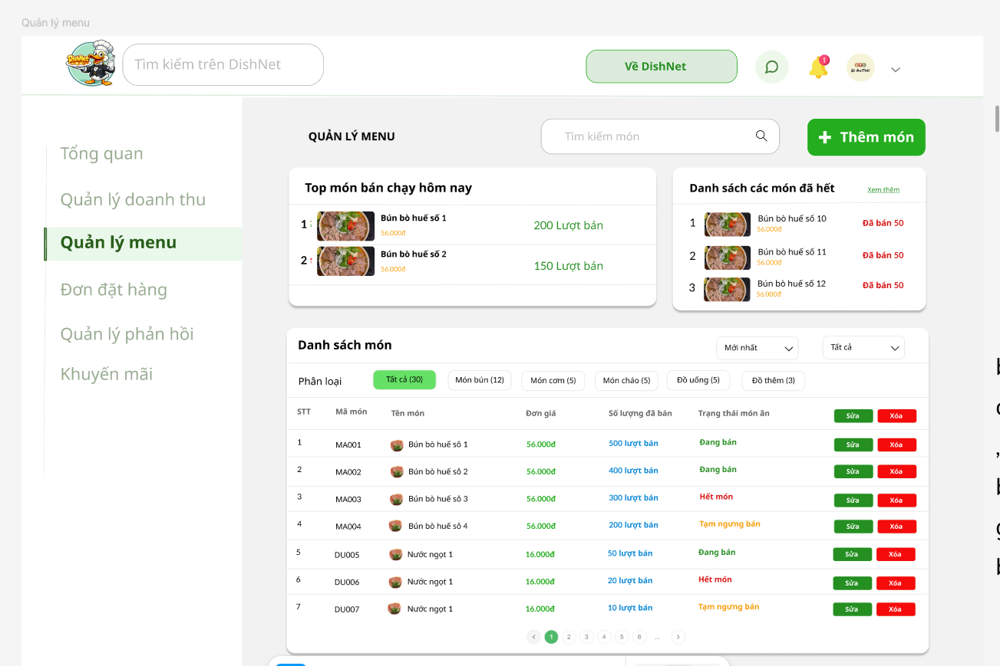 Quản lý menu
DishNet
Tìm kiếm trên DishNet
Về DishNet
1
Dì AnThôi
Tổng quan
Quản lý doanh thu
Quản lý menu
Đơn đặt hàng
Quản lý phản hồi
Khuyến mãi
QUẢN LÝ MENU
Tìm kiếm món
+ Thêm món
Top món bán chạy hôm nay
1 Bún bò huế số 1 200 Lượt bán
56.000đ
2 Bún bò huế số 2 150 Lượt bán
56.000đ
Danh sách các món đã hết Xem thêm
1 Bún bò huế số 10 Đã bán 50
56.000đ
2 Bún bò huế số 11 Đã bán 50
56.000đ
3 Bún bò huế số 12 Đã bán 50
56.000đ
Danh sách món Mới nhất Tất cả
Phân loại Tất cả (30) Món bún (12) Món cơm (5) Món cháo (5) Đồ uống (5) Đồ thêm (3)
STT Mã món Tên món Đơn giá Số lượng đã bán Trạng thái món ăn Sửa Xóa
1 MA001 Bún bò huế số 1 56.000đ 500 lượt bán Đang bán Sửa Xóa
2 MA002 Bún bò huế số 2 56.000đ 400 lượt bán Đang bán Sửa Xóa
3 MA003 Bún bò huế số 3 56.000đ 300 lượt bán Hết món Sửa Xóa
4 MA004 Bún bò huế số 4 56.000đ 200 lượt bán Tạm ngưng bán Sửa Xóa
5 DU005 Nước ngọt 1 16.000đ 50 lượt bán Đang bán Sửa Xóa
6 DU006 Nước ngọt 1 16.000đ 20 lượt bán Hết món Sửa Xóa
7 DU007 Nước ngọt 1 16.000đ 10 lượt bán Tạm ngưng bán Sửa Xóa
< 1 2 3 4 5 6 ... >